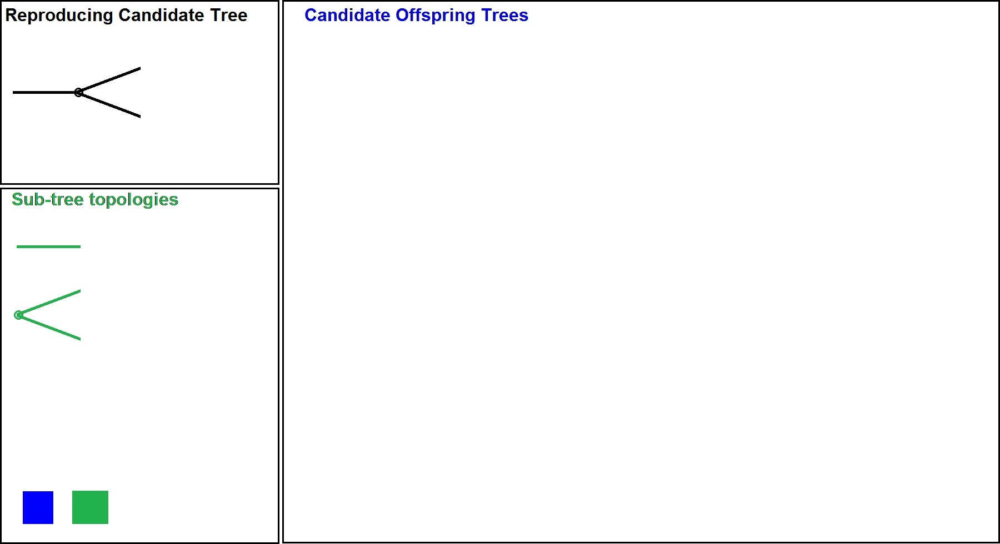 Reproducing Candidate Tree
Candidate Offspring Trees
Sub-tree topologies